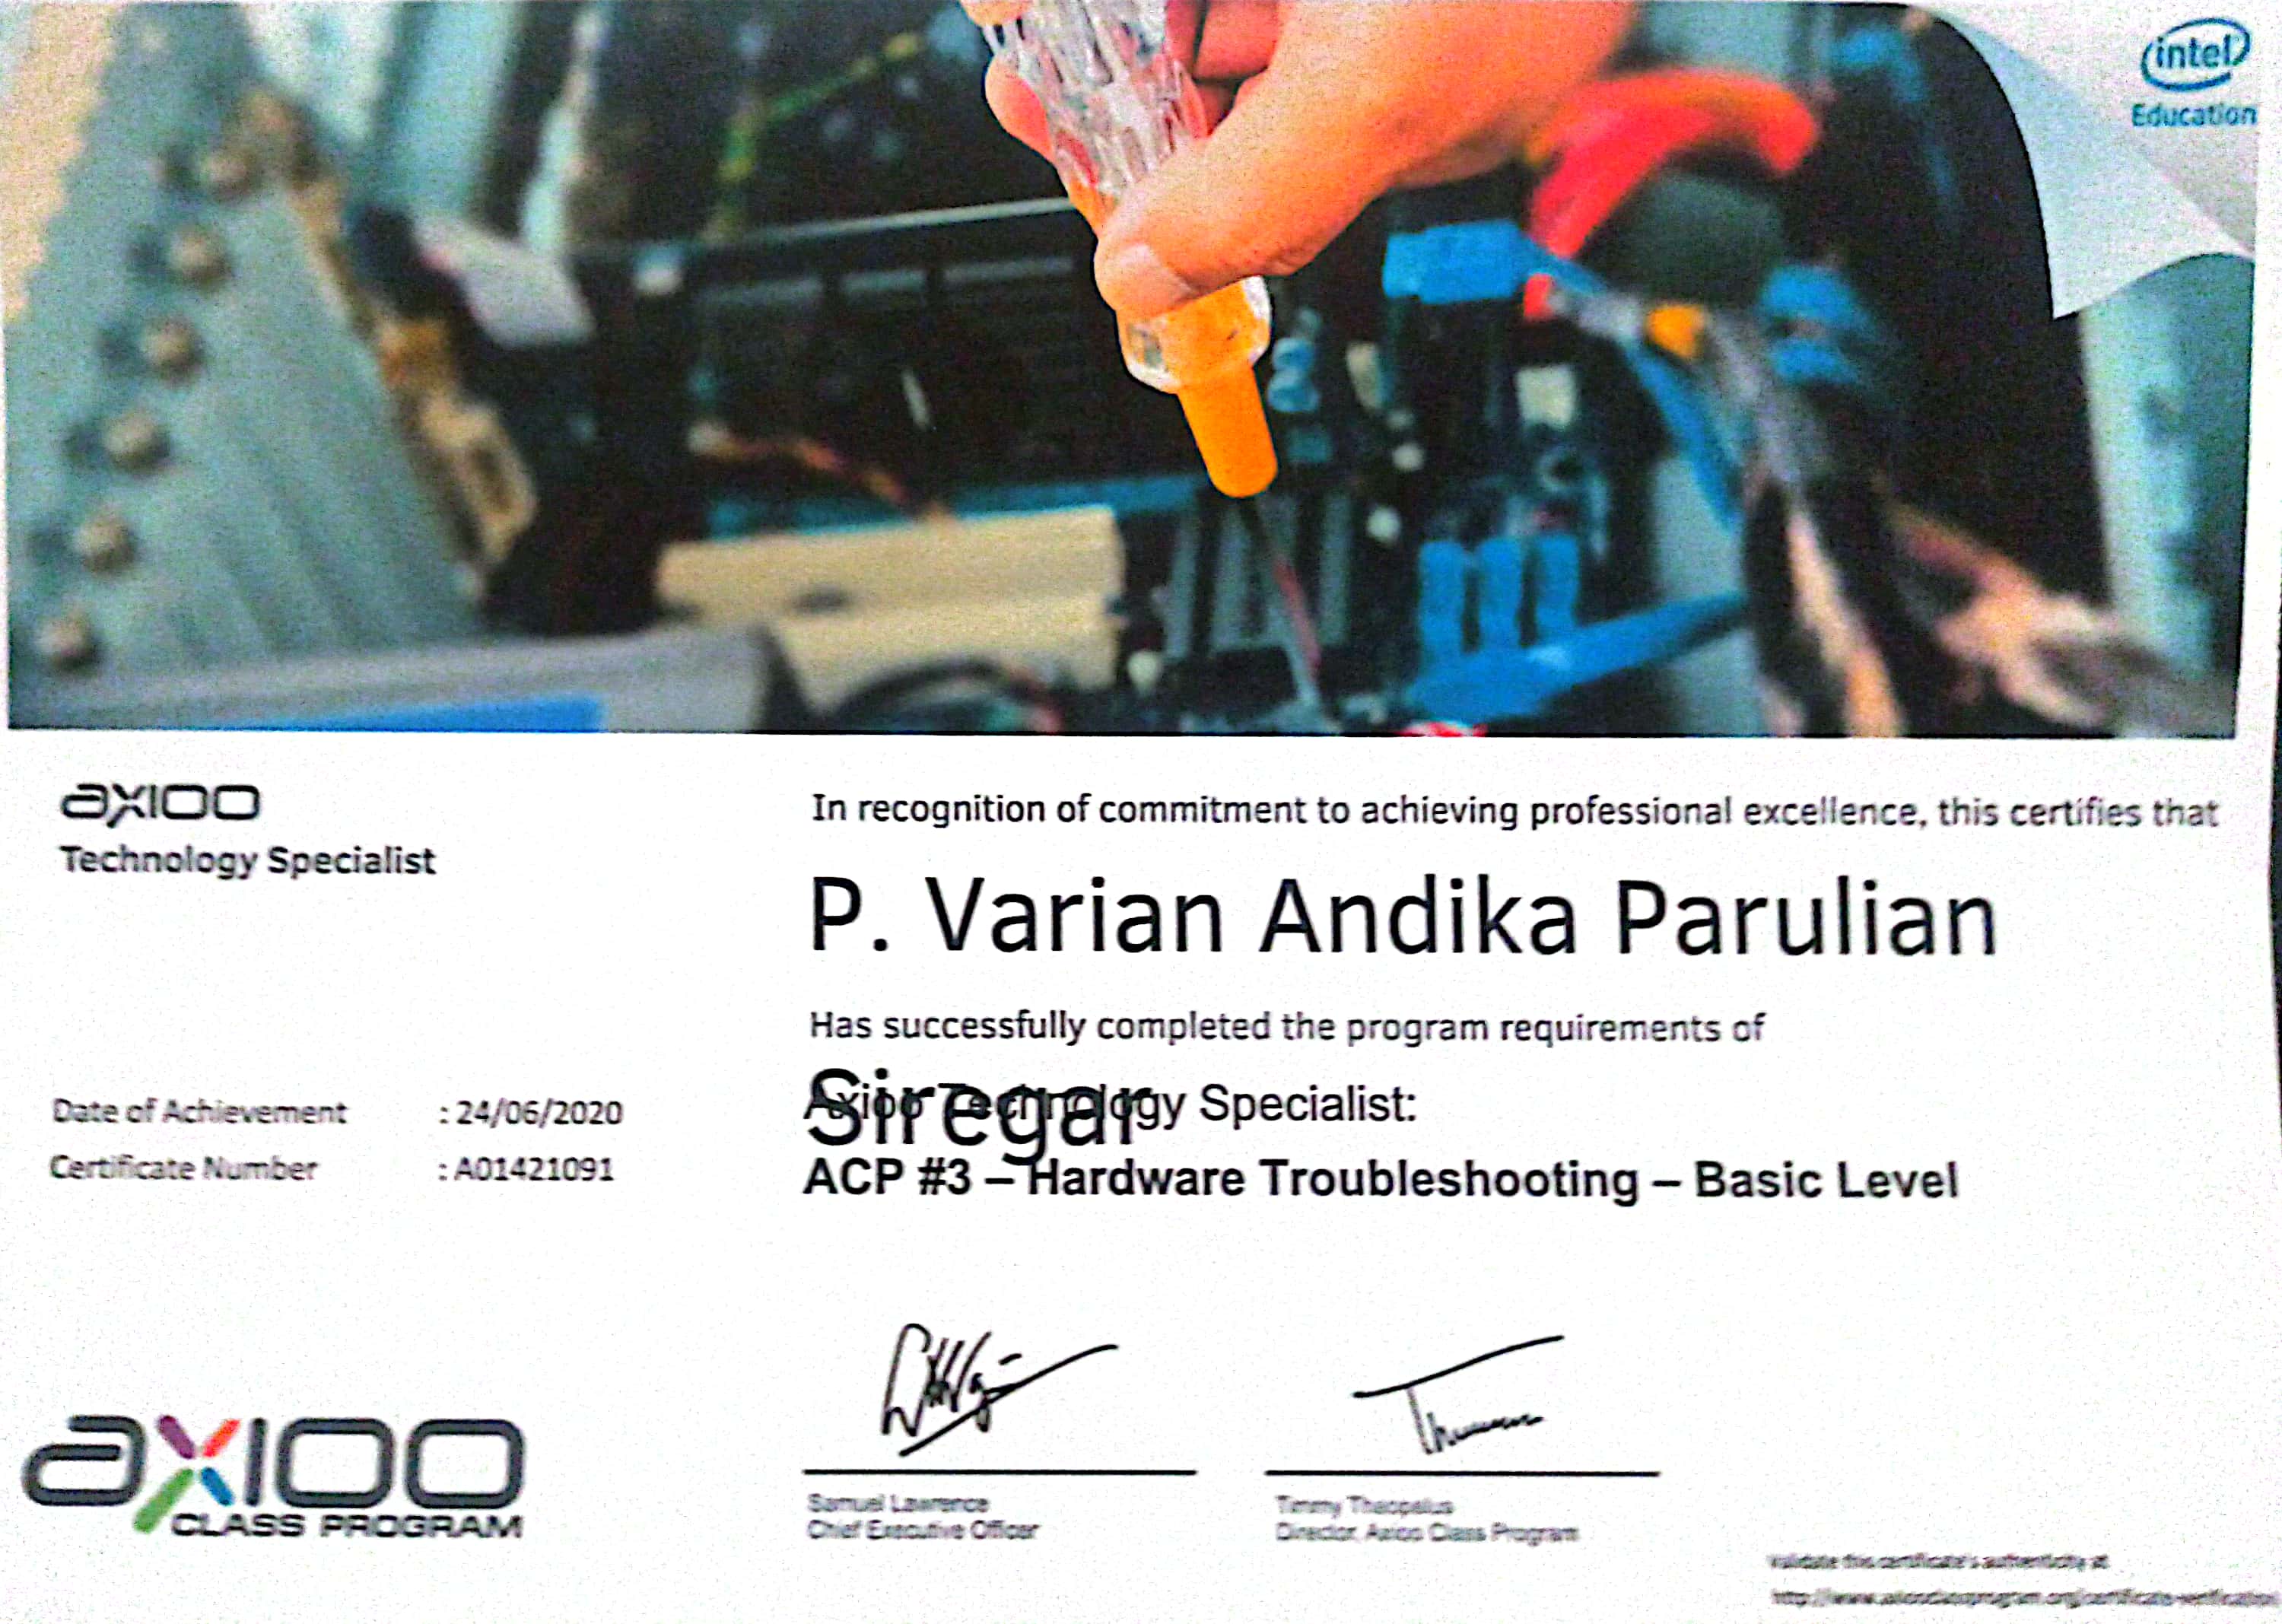 intel
Education
axioo
Technology Specialist
In recognition of commitment to achieving professional excellence, this certifies that
P. Varian Andika Parulian
Siregar
Has successfully completed the program requirements of
Axioo Technology Specialist:
ACP #3 – Hardware Troubleshooting – Basic Level
Date of Achievement : 24/06/2020
Certificate Number : A01421091
axioo
CLASS PROGRAM
Samuel Lawrence
Chief Executive Officer
Timmy Theopelus
Director, Axioo Class Program
Validate this certificate's authenticity at
http://www.axiooclassprogram.org/certificate-verification